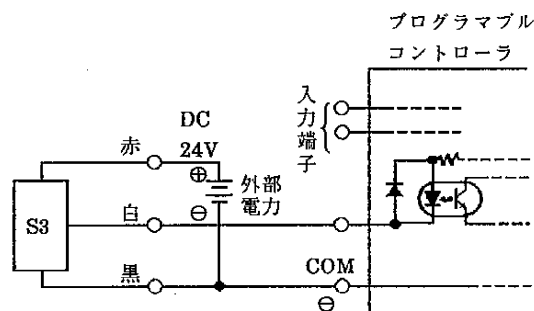 プログラマブル
コントローラ
入力端子
DC
24V
赤
⊕
外部
電力
⊖
白
S3
黒
COM
⊖